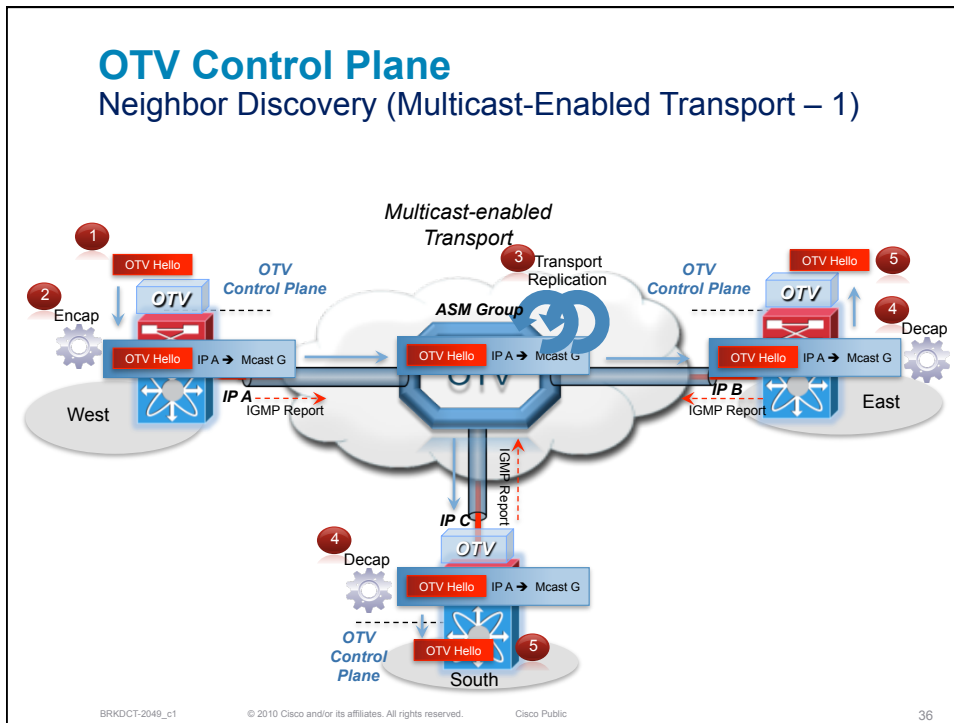 OTV Control Plane
Neighbor Discovery (Multicast-Enabled Transport – 1)
Multicast-enabled
Transport
1
OTV Hello
OTV
Control Plane
2
Encap
OTV
OTV Hello IP A ➔ Mcast G
West
IP A
IGMP Report
3
Transport
Replication
ASM Group
OTV Hello IP A ➔ Mcast G
OTV
OTV
Control Plane
OTV Hello
5
OTV
4
Decap
OTV Hello IP A ➔ Mcast G
IP B
IGMP Report
East
IGMP Report
IP C
OTV
4
Decap
OTV Hello IP A ➔ Mcast G
OTV
Control
Plane
OTV Hello
5
South
BRKDCT-2049_c1 © 2010 Cisco and/or its affiliates. All rights reserved. Cisco Public 36